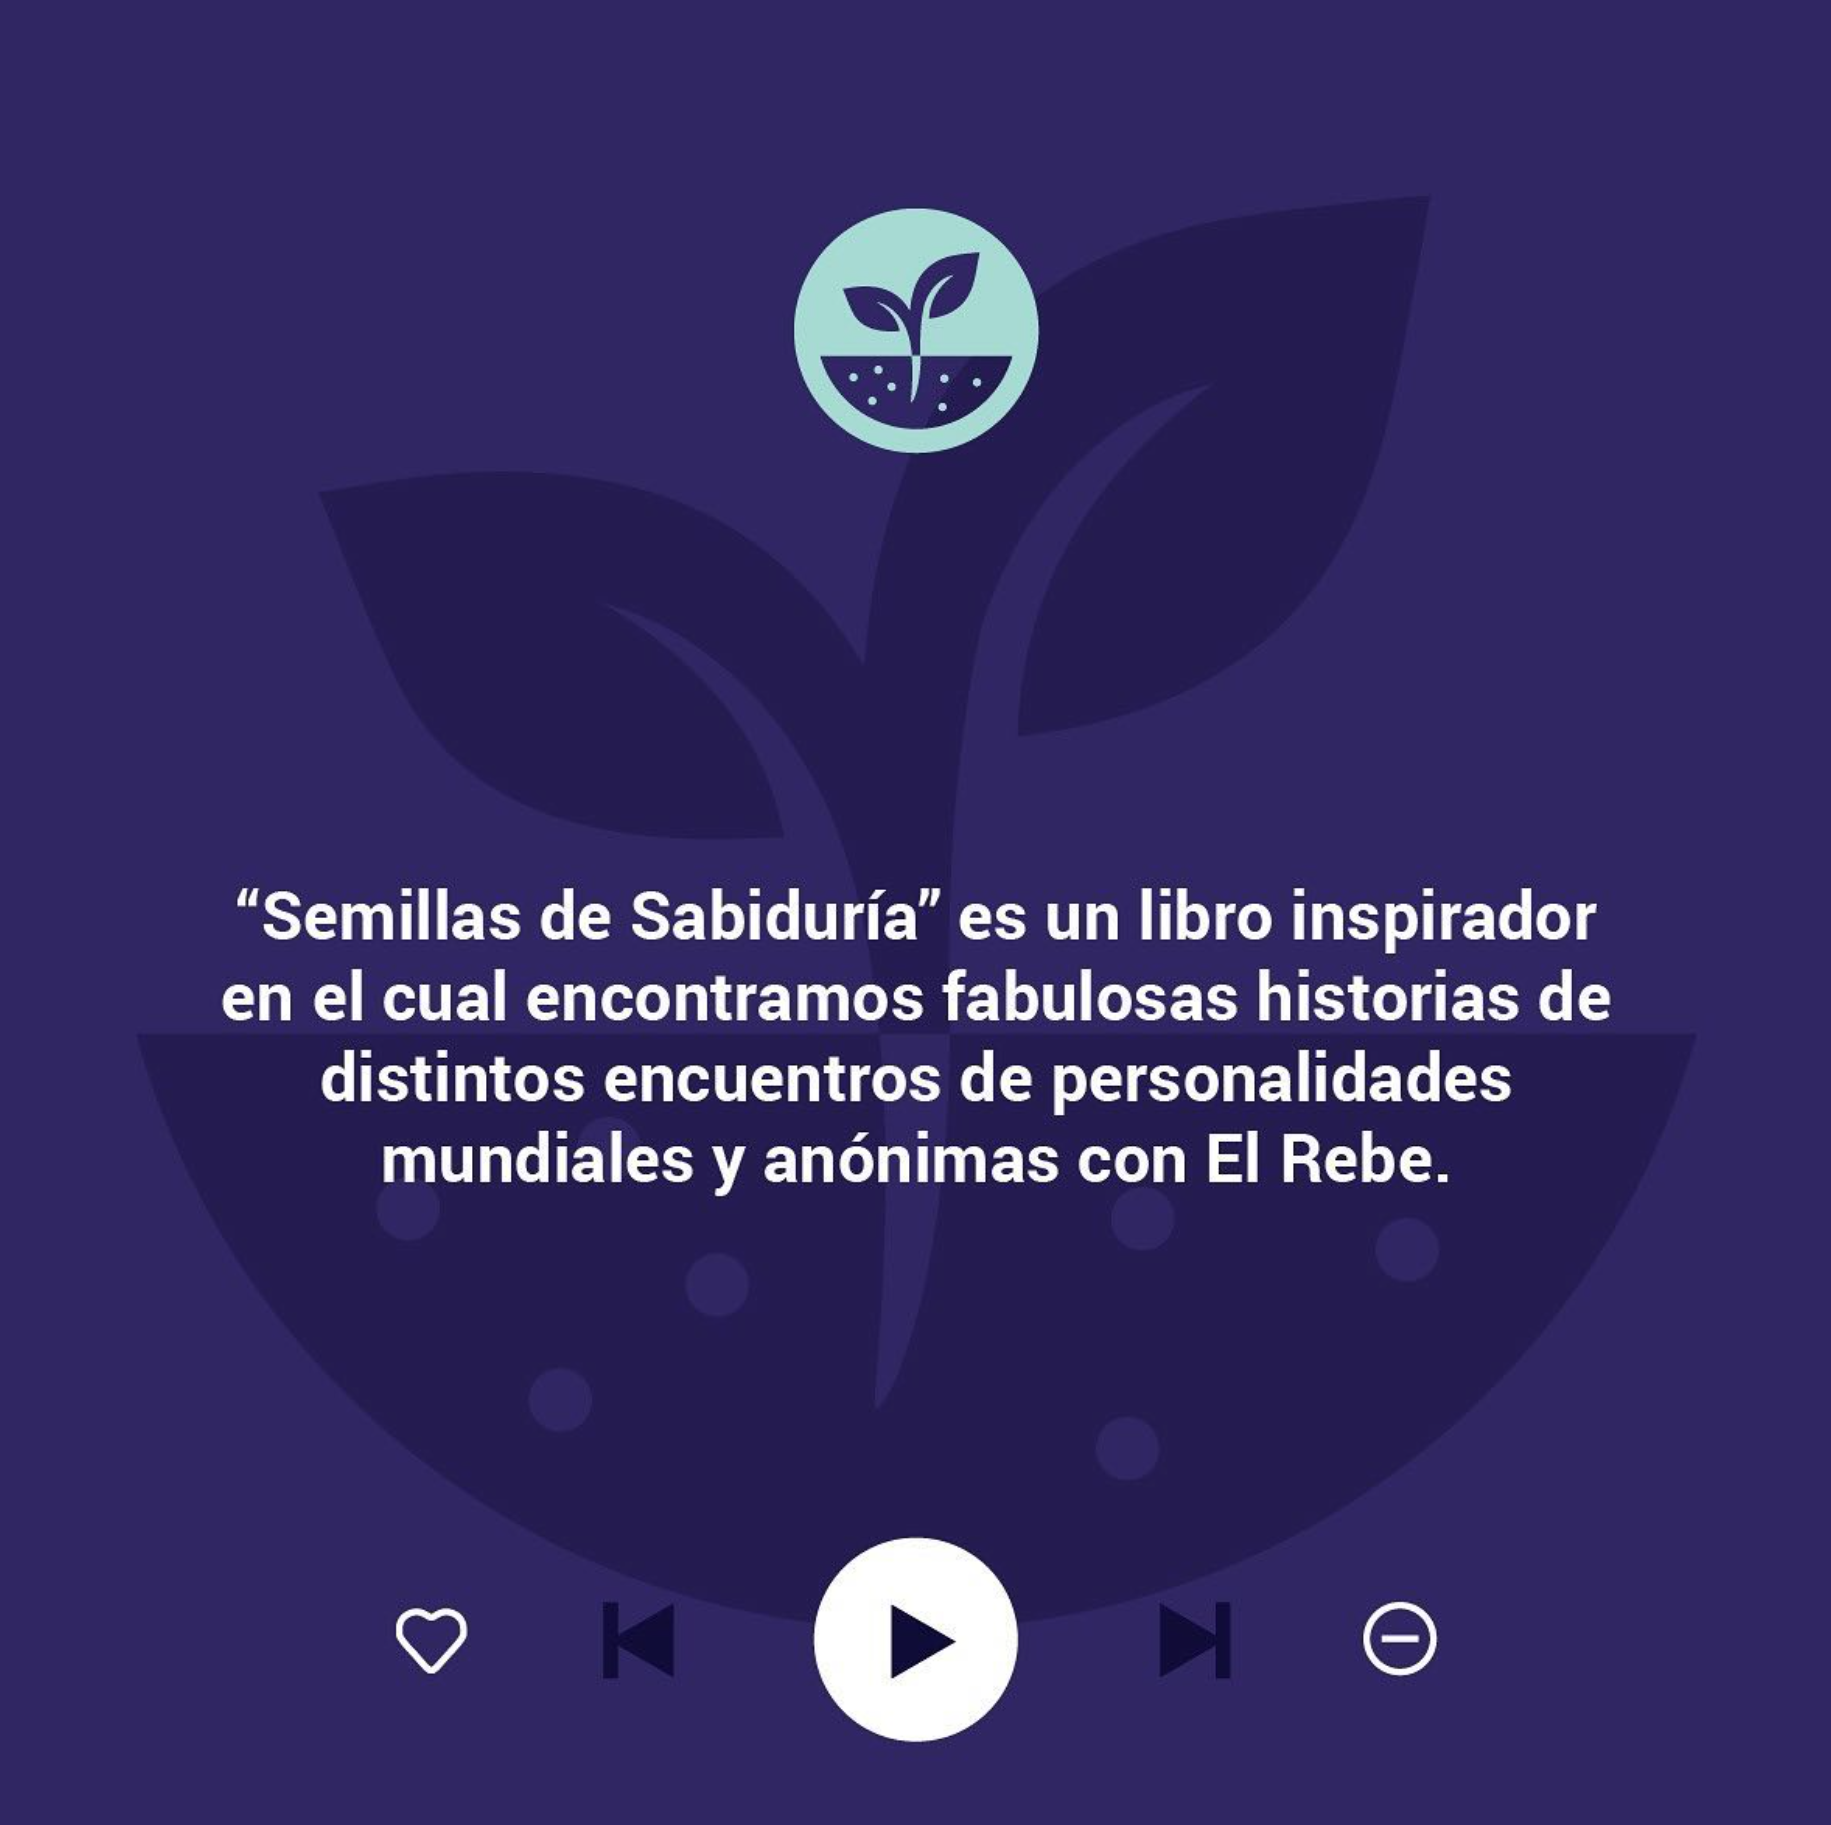 “Semillas de Sabiduría” es un libro inspirador
en el cual encontramos fabulosas historias de
distintos encuentros de personalidades
mundiales y anónimas con El Rebe.